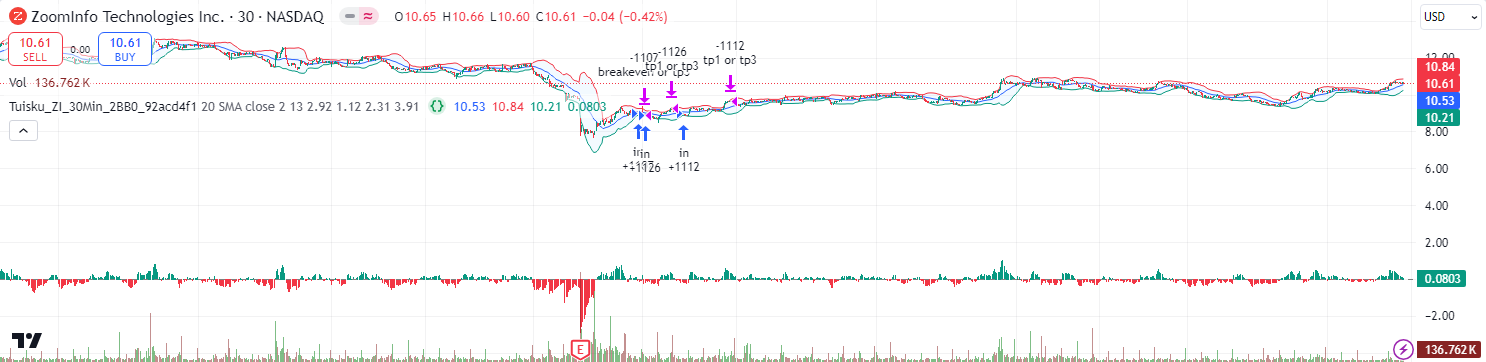 Z ZoomInfo Technologies Inc. · 30 · NASDAQ O10.65 H10.66 L10.60 C10.61 −0.04 (−0.42%)
USD
10.61 SELL
0.00
10.61 BUY
Vol 136.762 K
Tuisku_ZI_30Min_2BB0_92acd4f1 20 SMA close 2 13 2.92 1.12 2.31 3.91 10.53 10.84 10.21 0.0803
-1107
-1126
-1112
breakeven or tp3
tp1 or tp3
tp1 or tp3
in
in
in
+1126
+1112
12.00
10.84
10.61
10.53
10.21
8.00
6.00
4.00
2.00
0.0803
−2.00
136.762 K
E